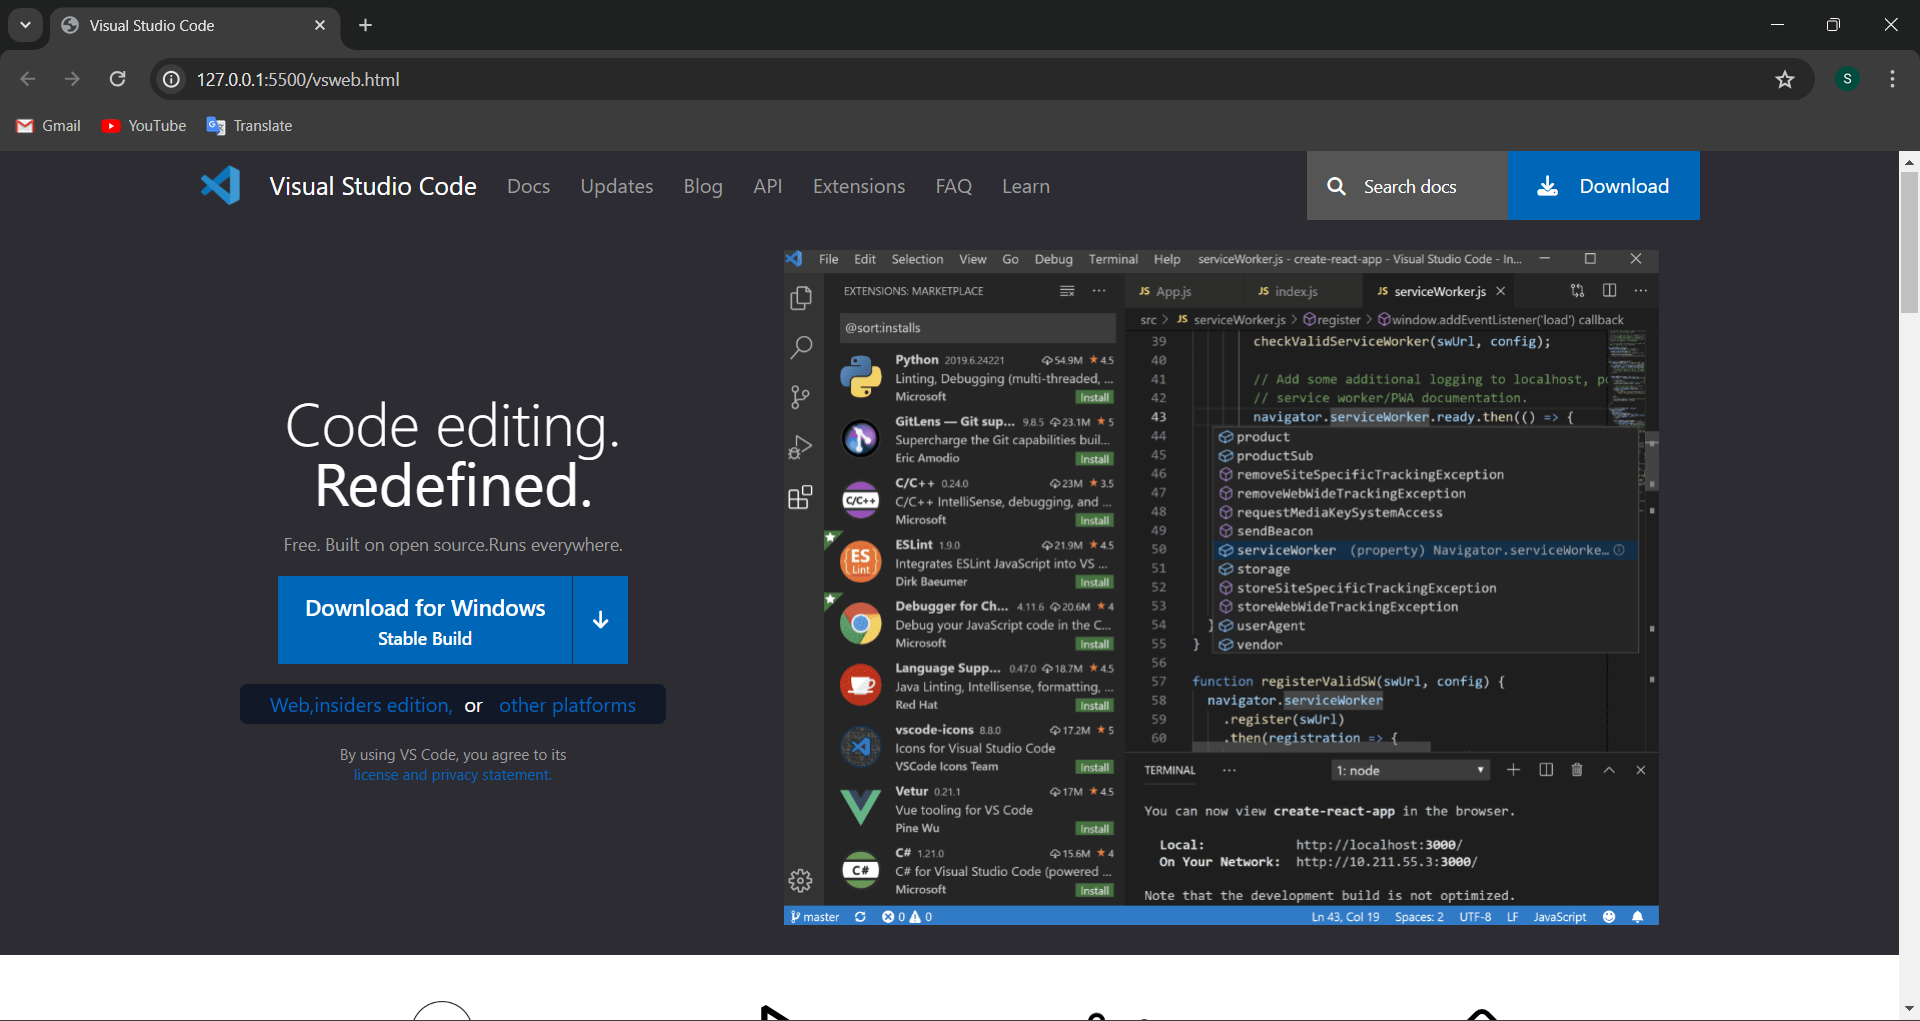 Visual Studio Code
127.0.0.1:5500/vsweb.html
S
Gmail YouTube Translate
Visual Studio Code Docs Updates Blog API Extensions FAQ Learn
Search docs Download
Code editing.
Redefined.
Free. Built on open source.Runs everywhere.
Download for Windows
Stable Build
Web,insiders edition, or other platforms
By using VS Code, you agree to its
license and privacy statement.
File Edit Selection View Go Debug Terminal Help serviceWorker.js - create-react-app - Visual Studio Code - In...
EXTENSIONS: MARKETPLACE
@sort:installs
Python 2019.6.24221 54.9M 4.5
Linting, Debugging (multi-threaded, ...
Microsoft Install
GitLens — Git sup... 9.8.5 23.1M 5
Supercharge the Git capabilities buil...
Eric Amodio Install
C/C++ 0.24.0 23M 3.5
C/C++ C/C++ IntelliSense, debugging, and ...
Microsoft Install
ESLint 1.9.0 21.9M 4.5
ES Lint Integrates ESLint JavaScript into VS ...
Dirk Baeumer Install
Debugger for Ch... 4.11.6 20.6M 4
Debug your JavaScript code in the C...
Microsoft Install
Language Supp... 0.47.0 18.7M 4.5
Java Linting, Intellisense, formatting, ...
Red Hat Install
vscode-icons 8.8.0 17.2M 5
Icons for Visual Studio Code
VSCode Icons Team Install
Vetur 0.21.1 17M 4.5
Vue tooling for VS Code
Pine Wu Install
C# 1.21.0 15.6M 4
C# C# for Visual Studio Code (powered ...
Microsoft Install
JS App.js JS index.js JS serviceWorker.js
src > JS serviceWorker.js > register > window.addEventListener('load') callback
39 checkValidServiceWorker(swUrl, config);
40
41 // Add some additional logging to localhost, p
42 // service worker/PWA documentation.
43 navigator.serviceWorker.ready.then(() => {
44 product
45 productSub
46 removeSiteSpecificTrackingException
47 removeWebWideTrackingException
48 requestMediaKeySystemAccess
49 sendBeacon
50 serviceWorker (property) Navigator.serviceWorke...
51 storage
52 storeSiteSpecificTrackingException
53 storeWebWideTrackingException
54 } userAgent
55 } vendor
56
57 function registerValidSW(swUrl, config) {
58 navigator.serviceWorker
59 .register(swUrl)
60 .then(registration => {
TERMINAL ... 1: node
You can now view create-react-app in the browser.
Local: http://localhost:3000/
On Your Network: http://10.211.55.3:3000/
Note that the development build is not optimized.
master 0 0 Ln 43, Col 19 Spaces: 2 UTF-8 LF JavaScript